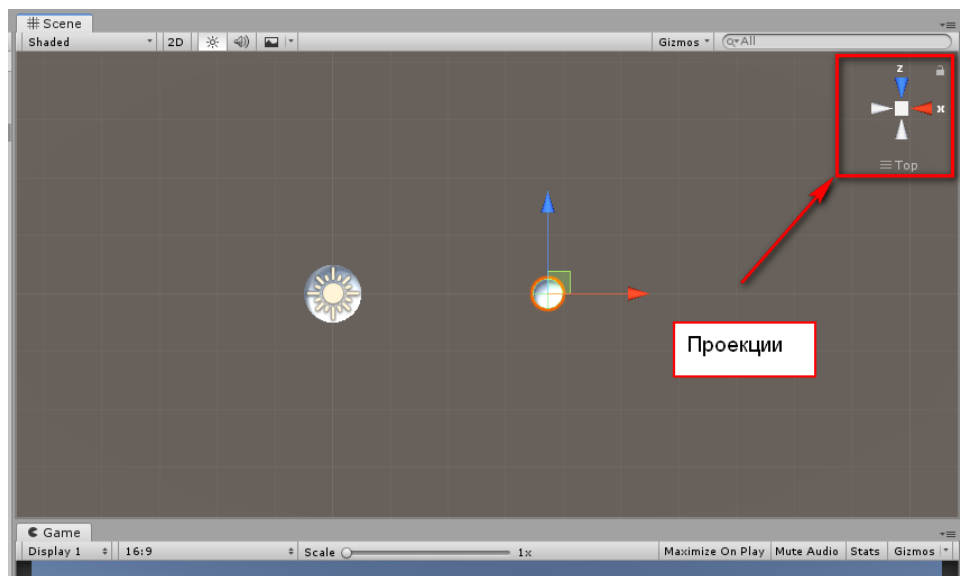 Scene
Shaded 2D Gizmos All
z
x
Top
Проекции
Game
Display 1 16:9 Scale 1x Maximize On Play Mute Audio Stats Gizmos